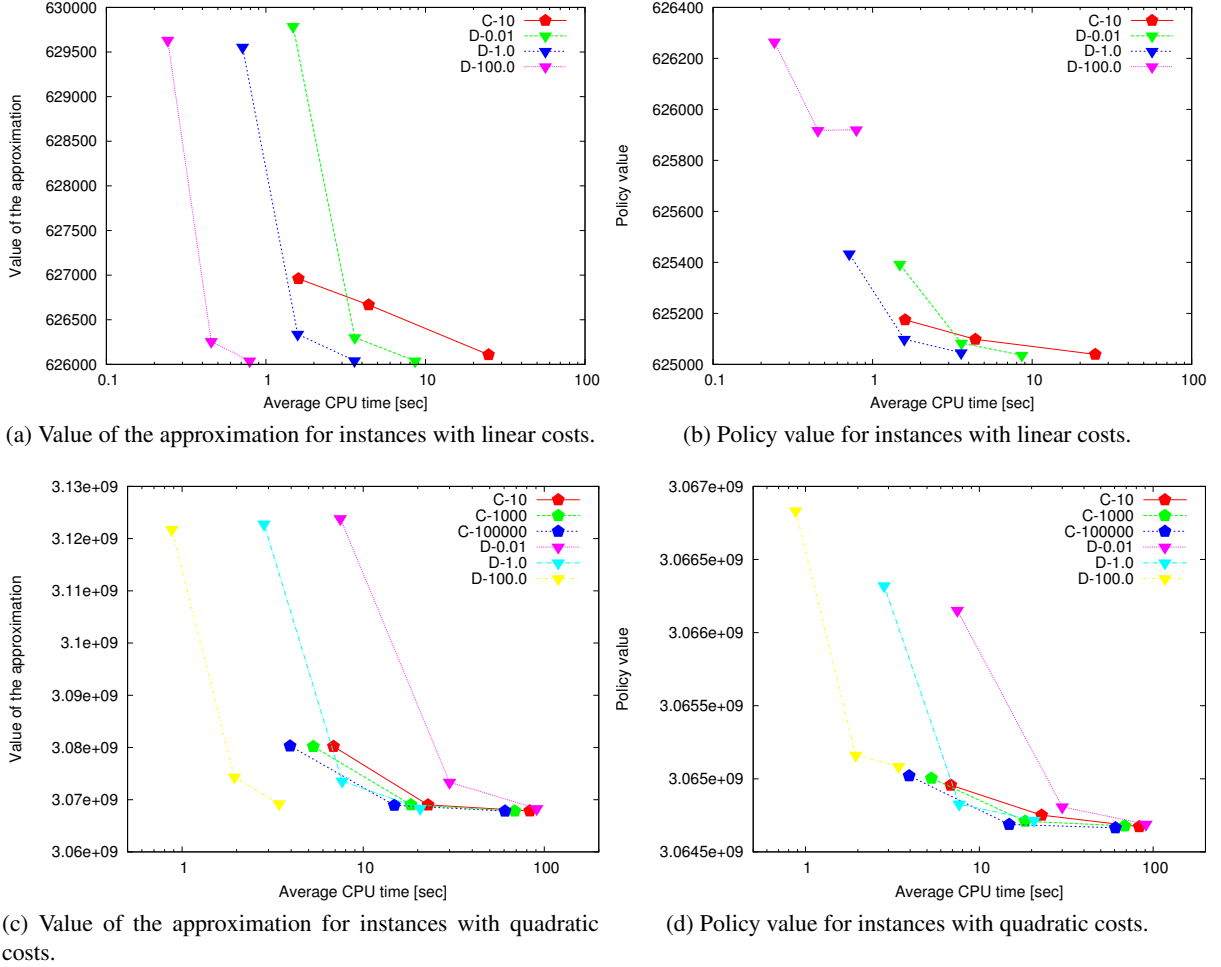 630000
629500
629000
628500
628000
627500
627000
626500
626000
Value of the approximation
0.1
1
10
100
Average CPU time [sec]
C-10
D-0.01
D-1.0
D-100.0
(a) Value of the approximation for instances with linear costs.
626400
626200
626000
625800
625600
625400
625200
625000
Policy value
0.1
1
10
100
Average CPU time [sec]
C-10
D-0.01
D-1.0
D-100.0
(b) Policy value for instances with linear costs.
3.13e+09
3.12e+09
3.11e+09
3.1e+09
3.09e+09
3.08e+09
3.07e+09
3.06e+09
Value of the approximation
1
10
100
Average CPU time [sec]
C-10
C-1000
C-100000
D-0.01
D-1.0
D-100.0
(c) Value of the approximation for instances with quadratic
costs.
3.067e+09
3.0665e+09
3.066e+09
3.0655e+09
3.065e+09
3.0645e+09
Policy value
1
10
100
Average CPU time [sec]
C-10
C-1000
C-100000
D-0.01
D-1.0
D-100.0
(d) Policy value for instances with quadratic costs.